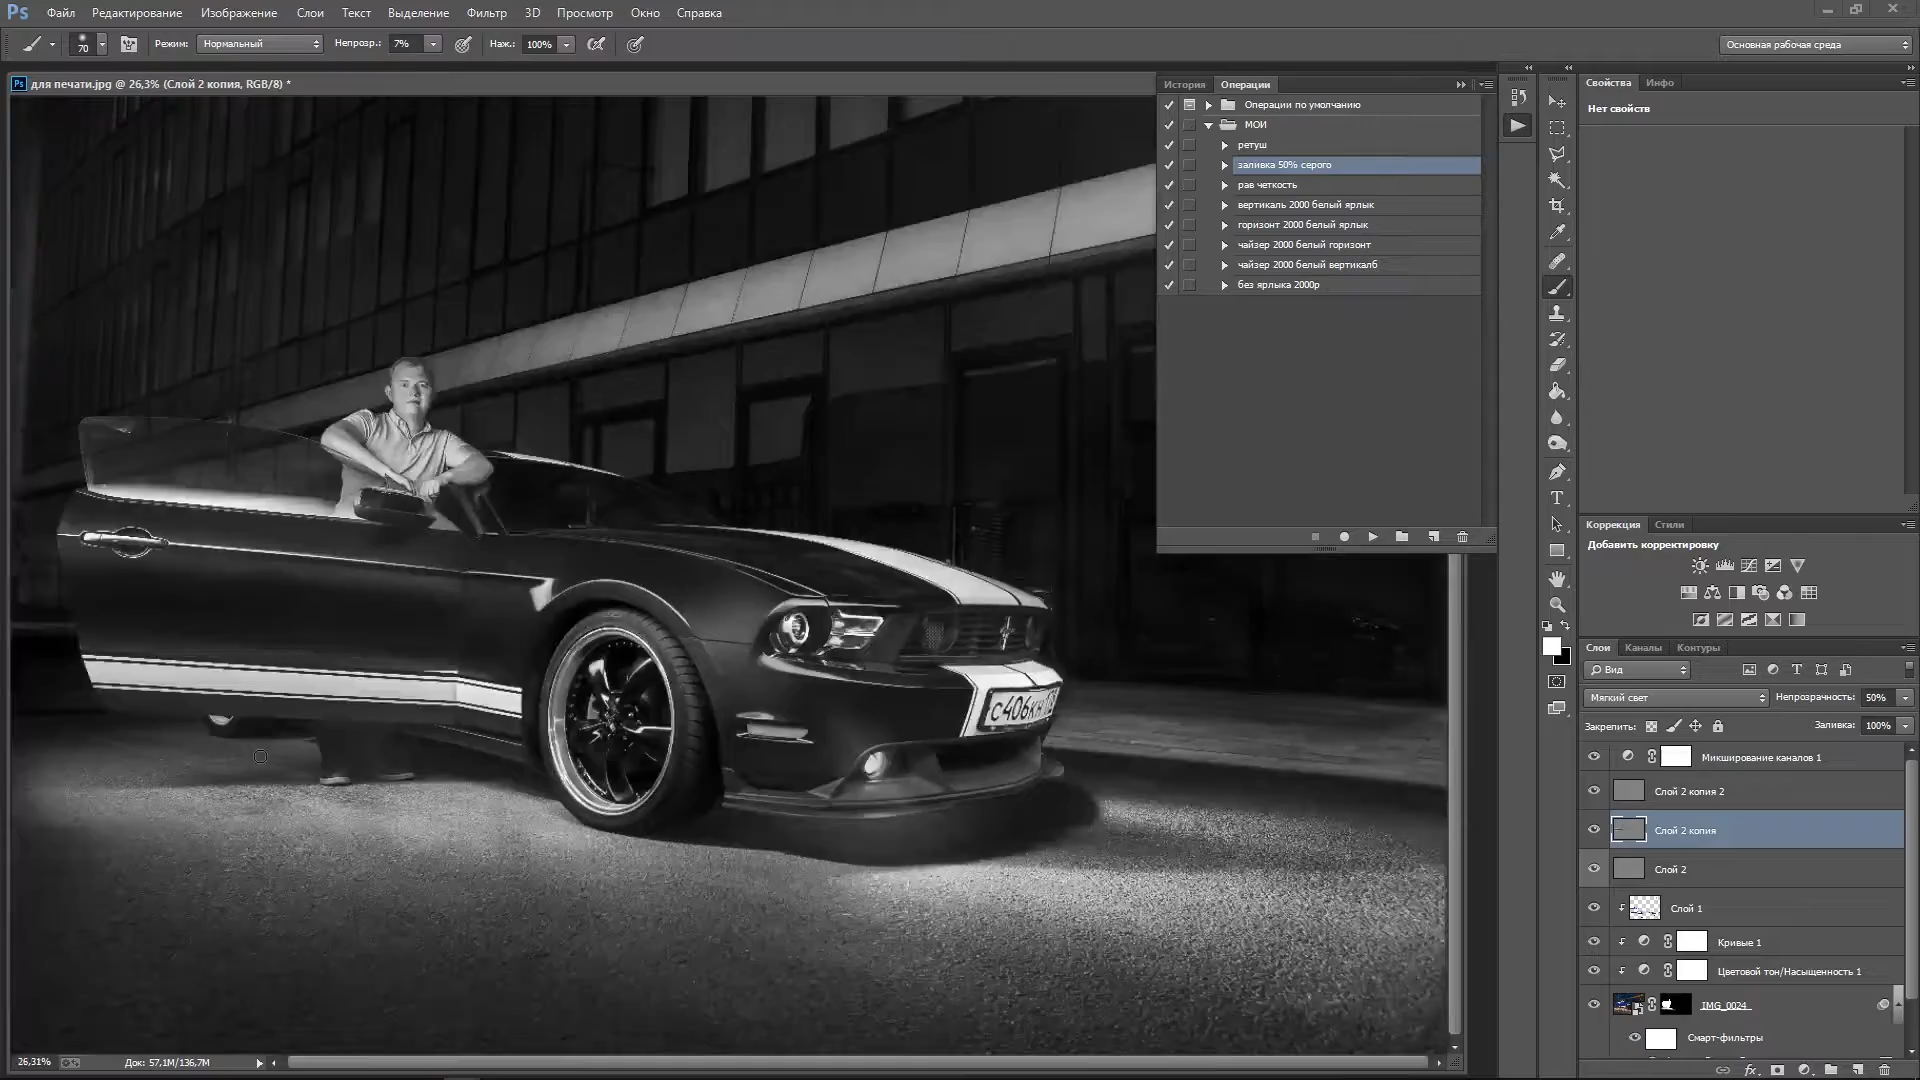 Ps Файл Редактирование Изображение Слои Текст Выделение Фильтр 3D Просмотр Окно Справка
70 Режим: Нормальный Непрозр.: 7% Наж.: 100% Основная рабочая среда
Ps для печати.jpg @ 26,3% (Слой 2 копия, RGB/8) *
История Операции
Операции по умолчанию
МОИ
ретуш
заливка 50% серого
рав четкость
вертикаль 2000 белый ярлык
горизонт 2000 белый ярлык
чайзер 2000 белый горизонт
чайзер 2000 белый вертикалб
без ярлыка 2000р
Свойства Инфо
Нет свойств
Коррекция Стили
Добавить корректировку
Слои Каналы Контуры
Вид
Мягкий свет Непрозрачность: 50%
Закрепить: Заливка: 100%
Микширование каналов 1
Слой 2 копия 2
Слой 2 копия
Слой 2
Слой 1
Кривые 1
Цветовой тон/Насыщенность 1
IMG_0024
Смарт-фильтры
26,31% Док: 57,1M/136,7M